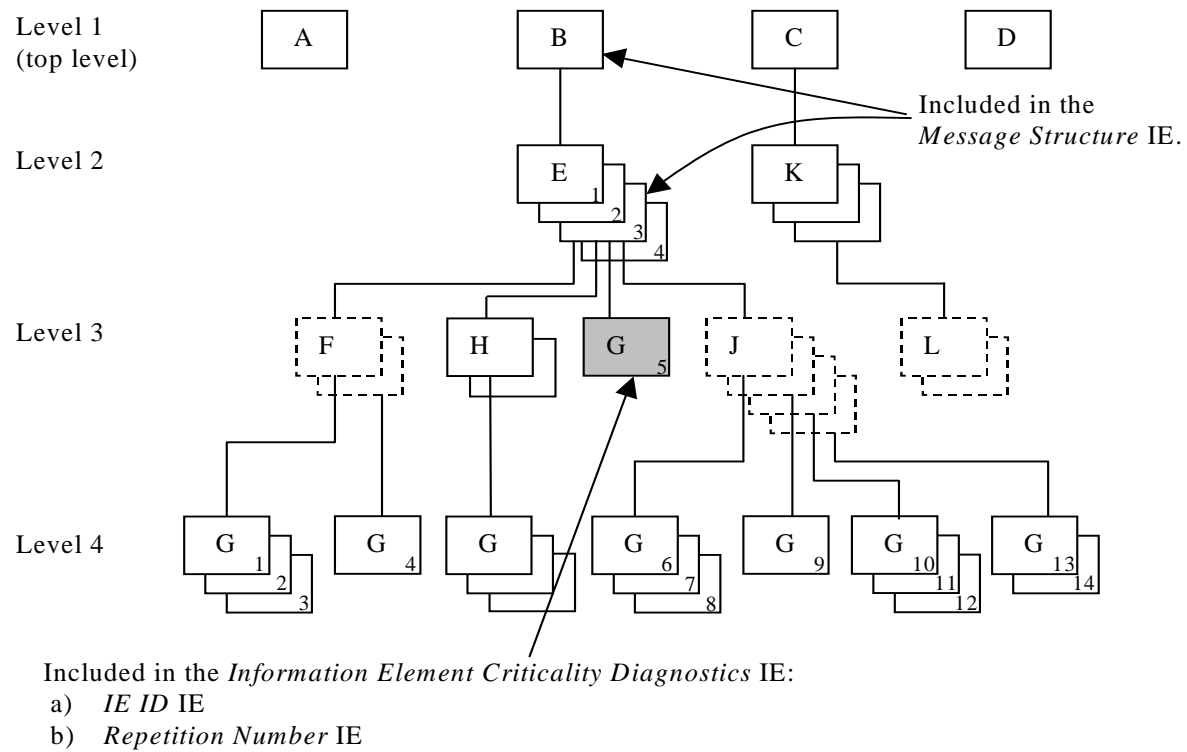 Level 1
(top level)
A
B
C
D
Included in the
Message Structure IE.
Level 2
E
1
2
3
4
K
Level 3
F
H
G
5
J
L
Level 4
G
1
2
3
G
4
G
G
6
7
8
G
9
G
10
11
12
G
13
14
Included in the Information Element Criticality Diagnostics IE:
a) IE ID IE
b) Repetition Number IE